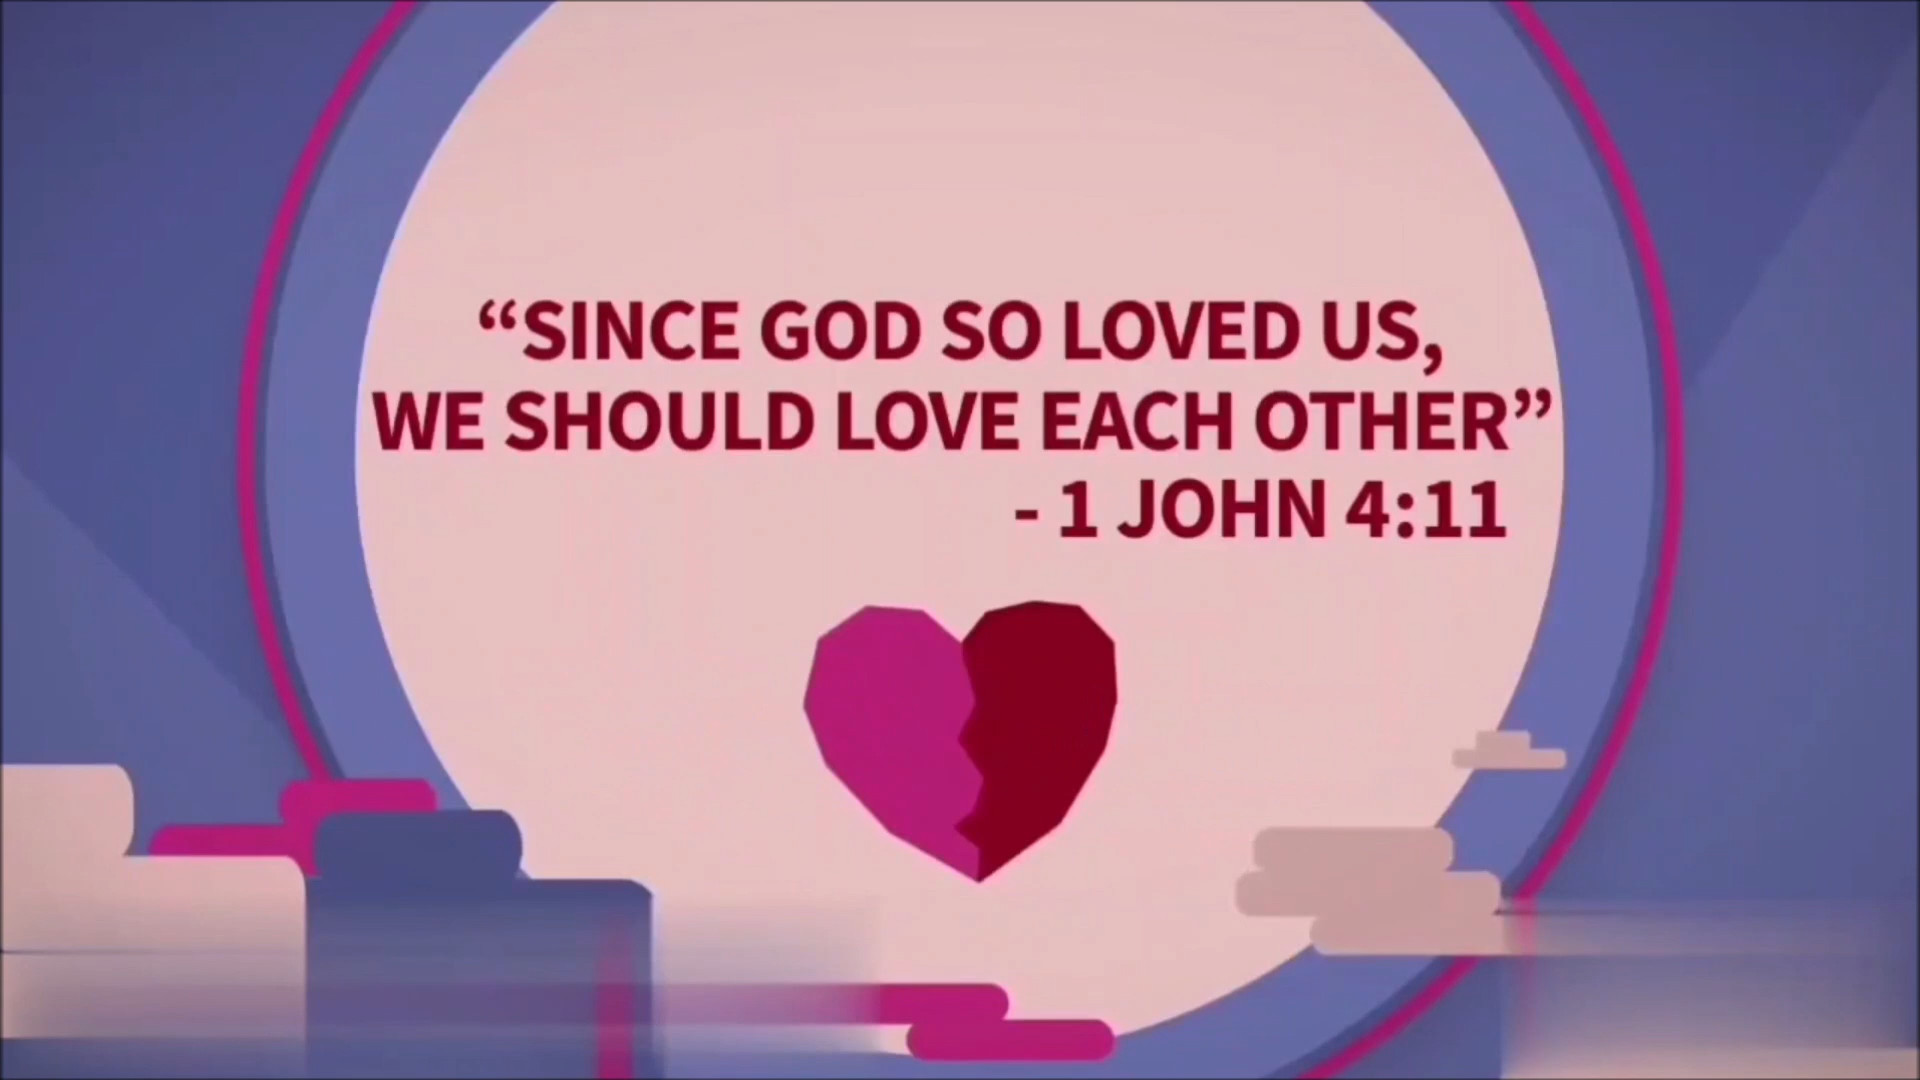 “SINCE GOD SO LOVED US,
WE SHOULD LOVE EACH OTHER”
- 1 JOHN 4:11